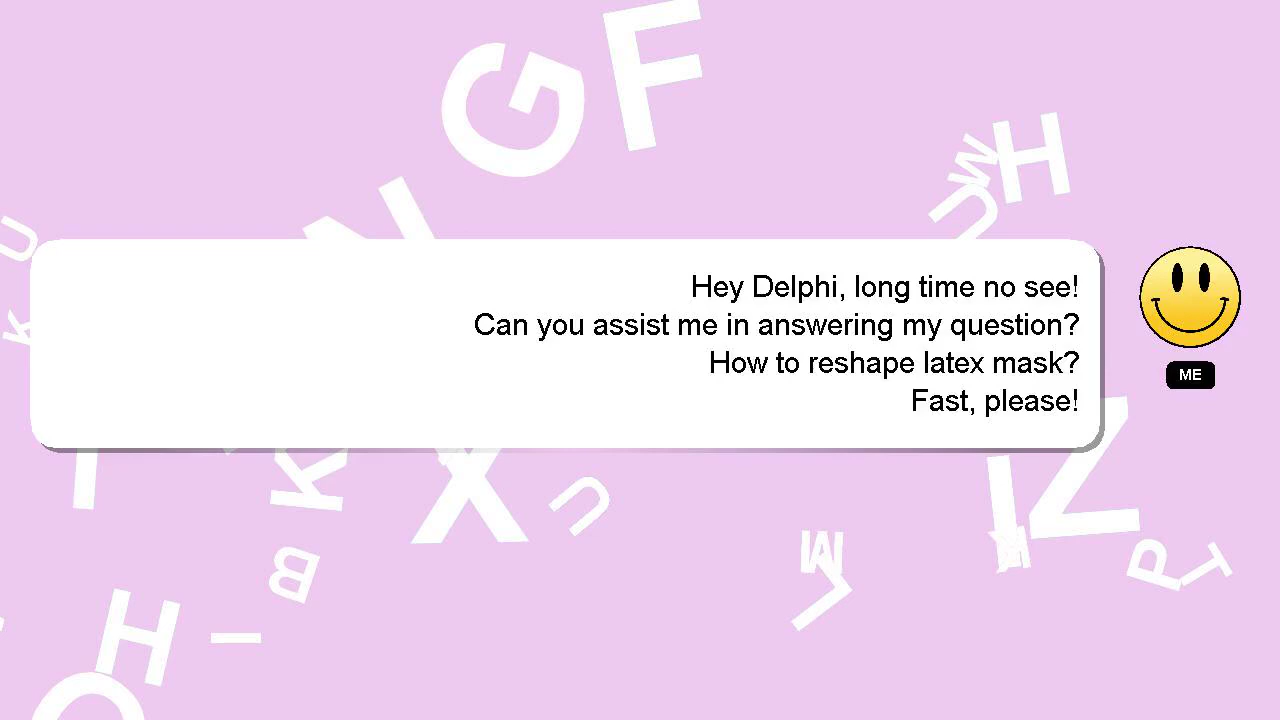 Hey Delphi, long time no see!
Can you assist me in answering my question?
How to reshape latex mask?
Fast, please!
ME